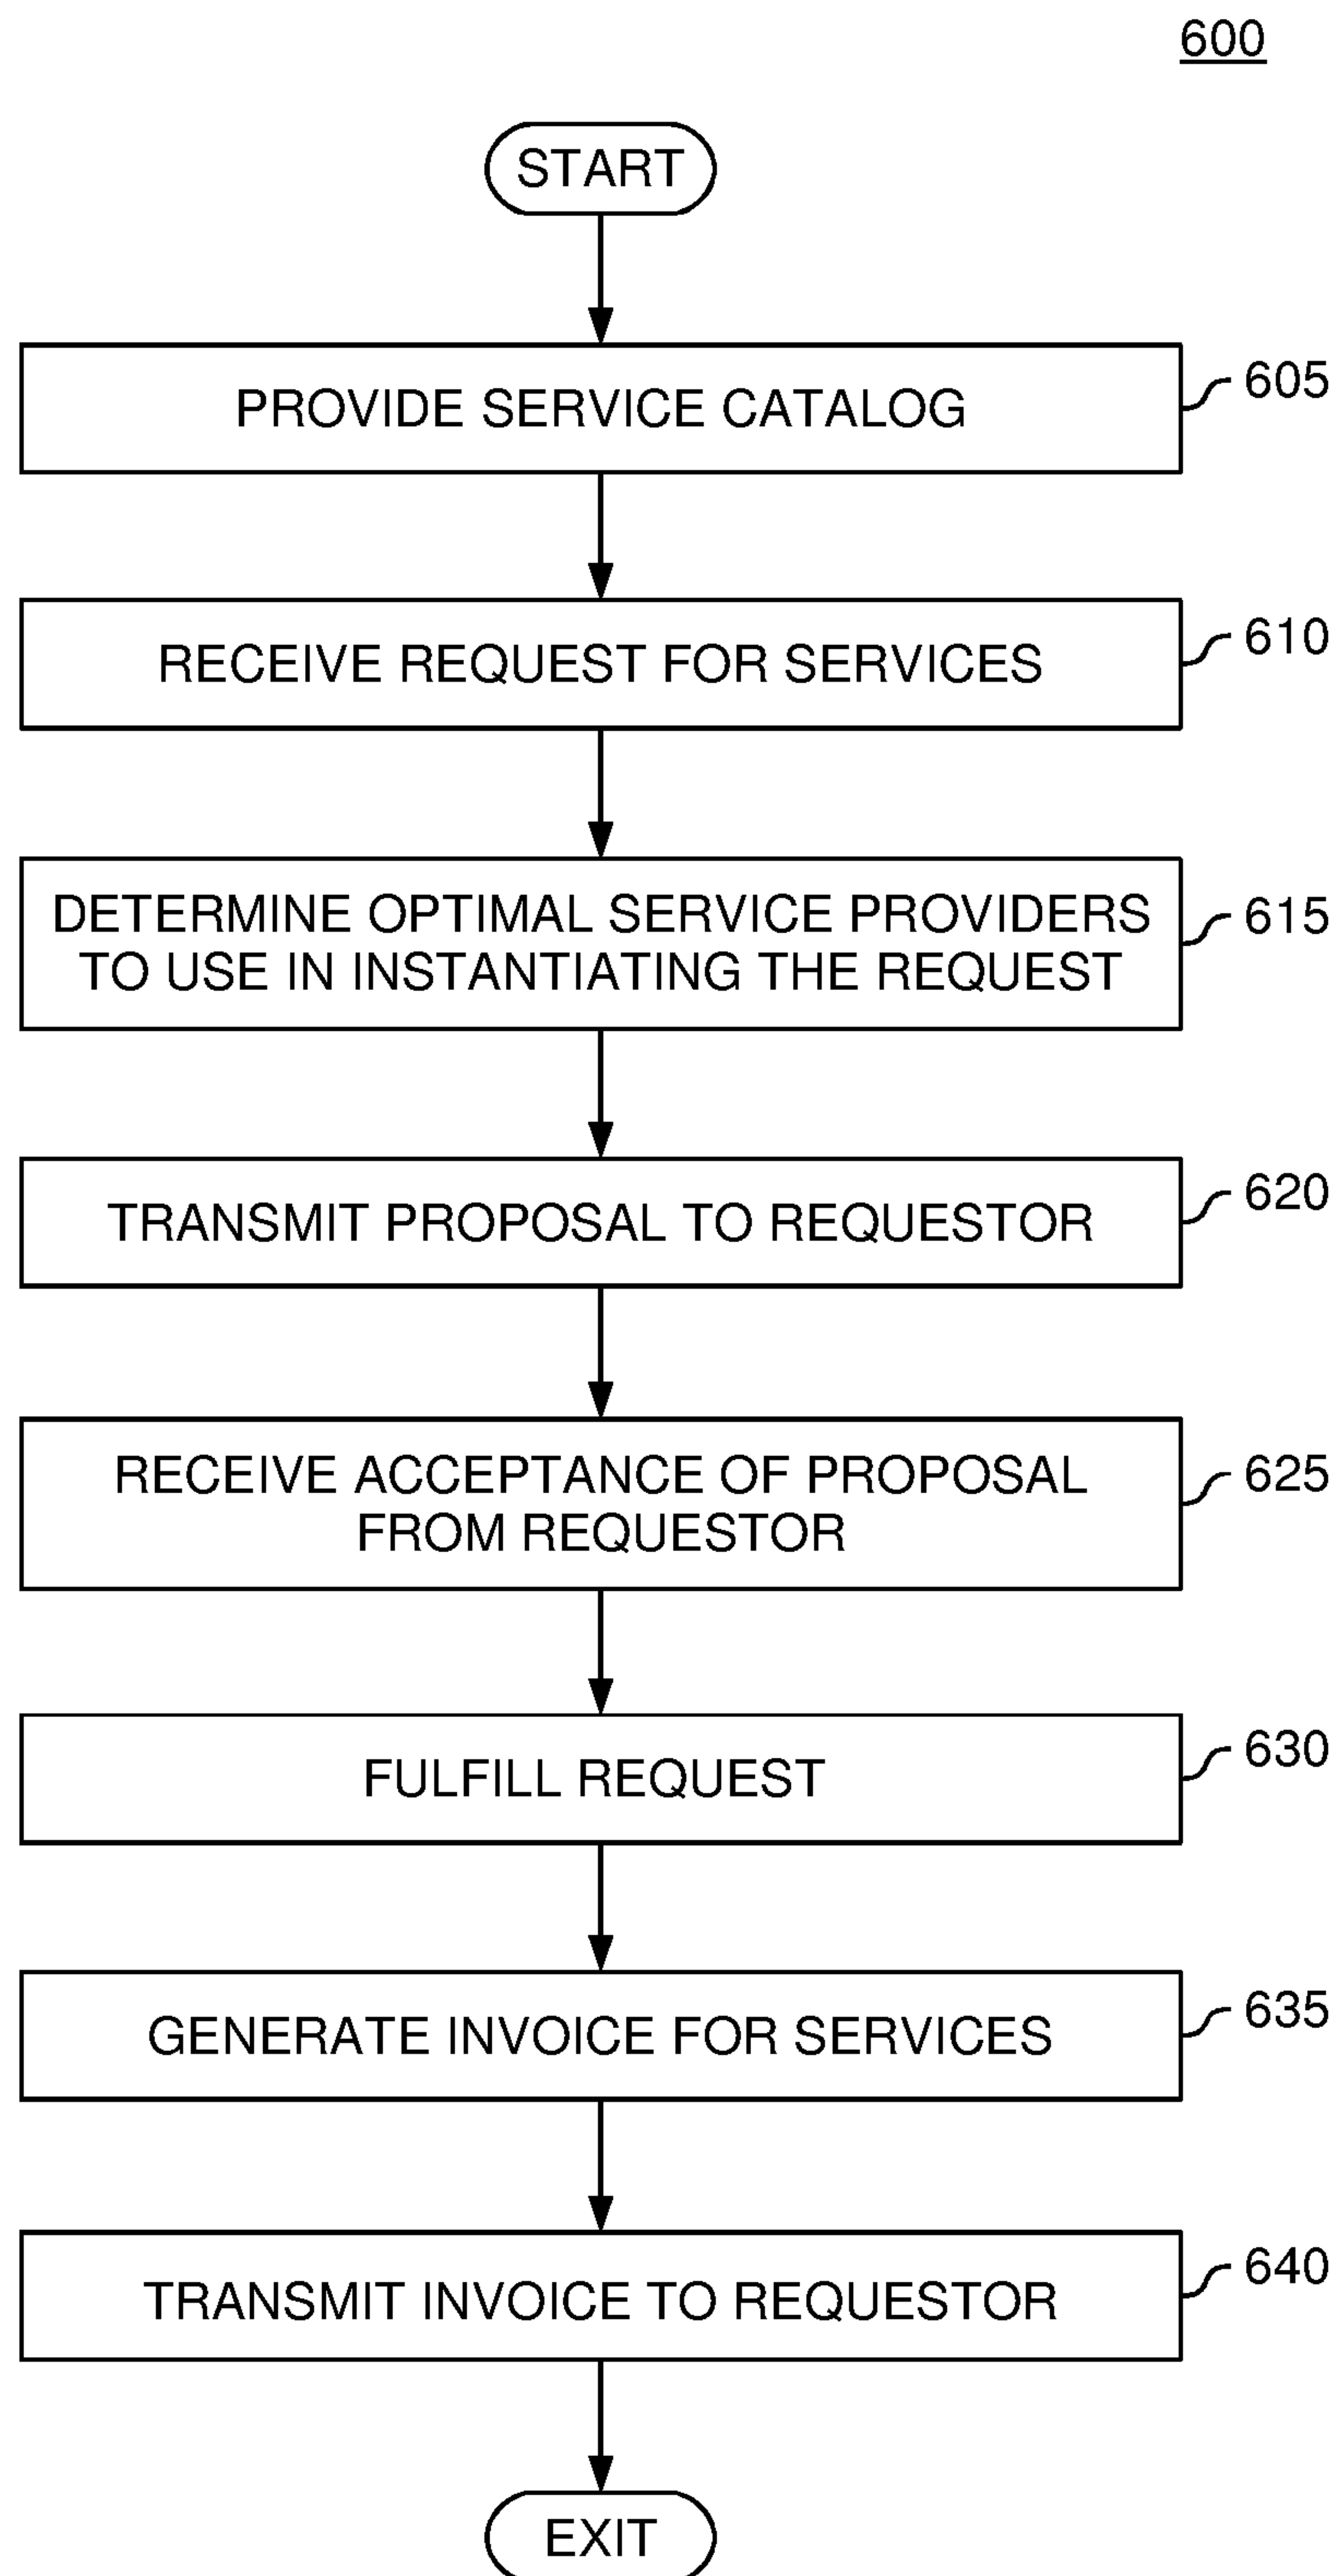 600
START
PROVIDE SERVICE CATALOG
605
RECEIVE REQUEST FOR SERVICES
610
DETERMINE OPTIMAL SERVICE PROVIDERS
TO USE IN INSTANTIATING THE REQUEST
615
TRANSMIT PROPOSAL TO REQUESTOR
620
RECEIVE ACCEPTANCE OF PROPOSAL
FROM REQUESTOR
625
FULFILL REQUEST
630
GENERATE INVOICE FOR SERVICES
635
TRANSMIT INVOICE TO REQUESTOR
640
EXIT